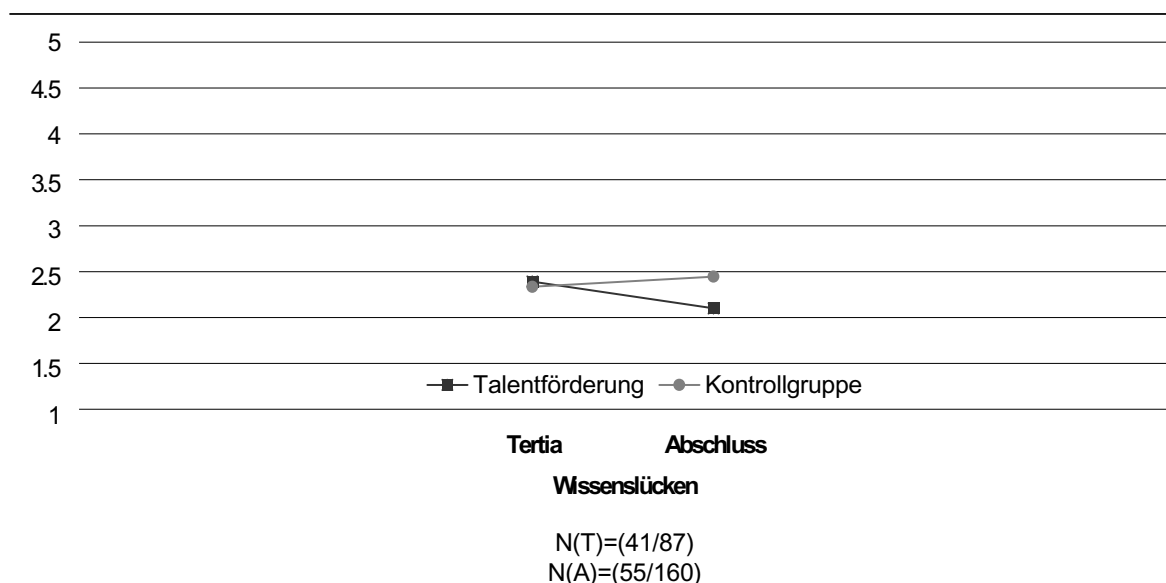 5
4.5
4
3.5
3
2.5
2
1.5
Talentförderung Kontrollgruppe
1
Tertia Abschluss
Wissenslücken
N(T)=(41/87)
N(A)=(55/160)